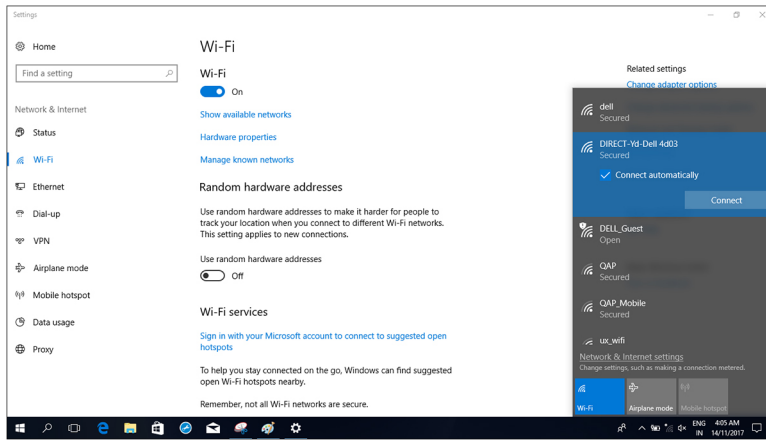 Settings
Home
Find a setting
Network & Internet
Status
Wi-Fi
Ethernet
Dial-up
VPN
Airplane mode
Mobile hotspot
Data usage
Proxy
Wi-Fi
Wi-Fi
On
Show available networks
Hardware properties
Manage known networks
Random hardware addresses
Use random hardware addresses to make it harder for people to
track your location when you connect to different Wi-Fi networks.
This setting applies to new connections.
Use random hardware addresses
Off
Wi-Fi services
Sign in with your Microsoft account to connect to suggested open
hotspots
To help you stay connected on the go, Windows can find suggested
open Wi-Fi hotspots nearby.
Remember, not all Wi-Fi networks are secure.
Related settings
Change adapter options
dell
Secured
DIRECT-Yd-Dell 4d03
Secured
Connect automatically
Connect
DELL_Guest
Open
QAP
Secured
QAP_Mobile
Secured
ux_wifi
Network & Internet settings
Change settings, such as making a connection metered.
Wi-Fi
Airplane mode
Mobile hotspot
ENG 4:05 AM
IN 14/11/2017